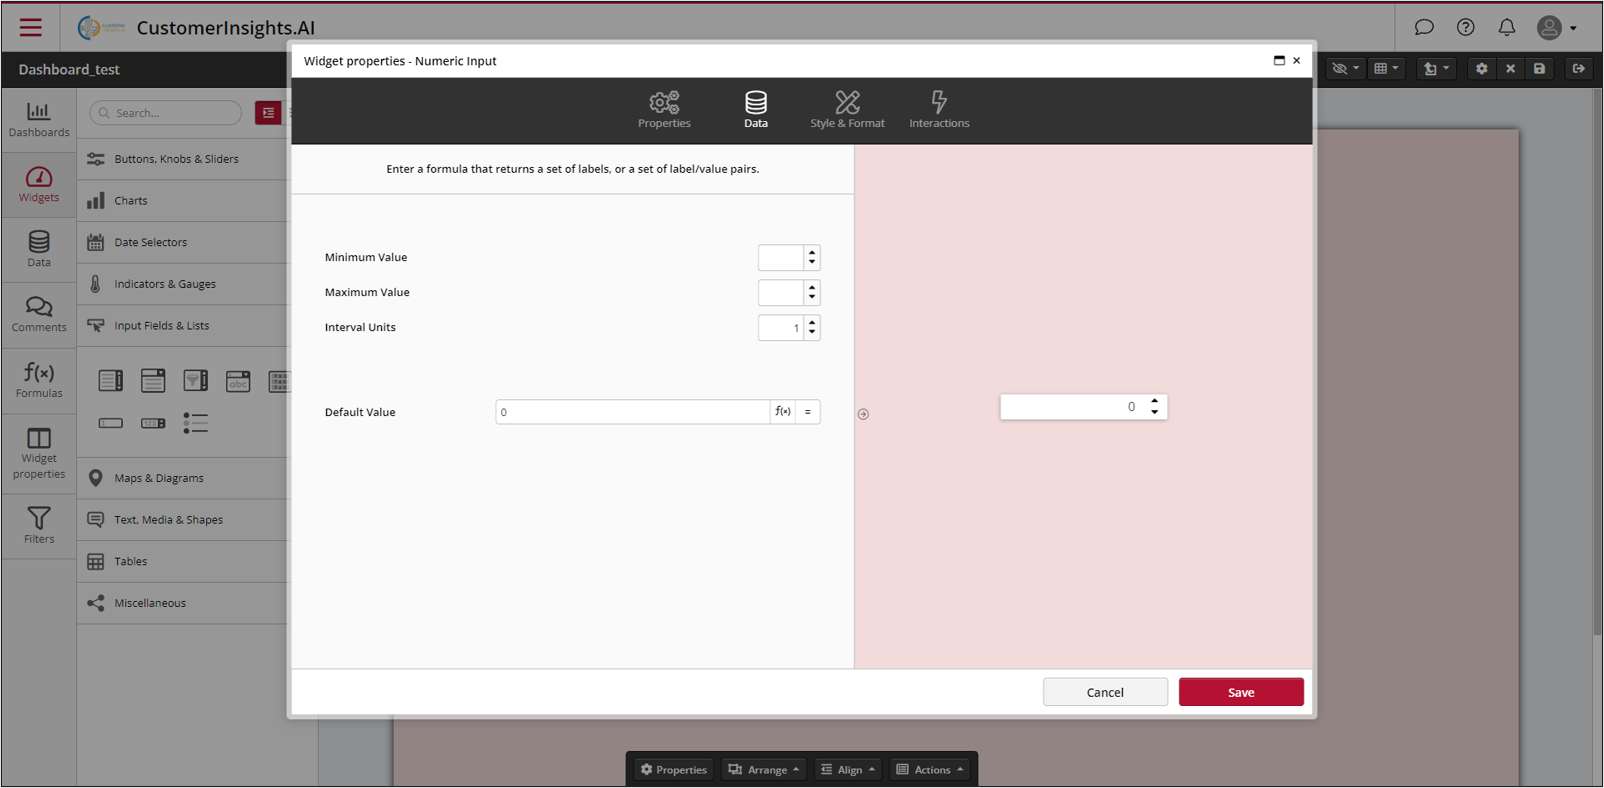 CustomerInsights.AI
Dashboard_test
Widget properties - Numeric Input
Properties
Data
Style & Format
Interactions
Dashboards
Widgets
Data
Comments
f(x)
Formulas
Widget
properties
Filters
Search...
Buttons, Knobs & Sliders
Charts
Date Selectors
Indicators & Gauges
Input Fields & Lists
abc
Maps & Diagrams
Text, Media & Shapes
Tables
Miscellaneous
Enter a formula that returns a set of labels, or a set of label/value pairs.
Minimum Value
Maximum Value
Interval Units 1
Default Value 0 f(x) =
0
Cancel
Save
Properties Arrange Align Actions